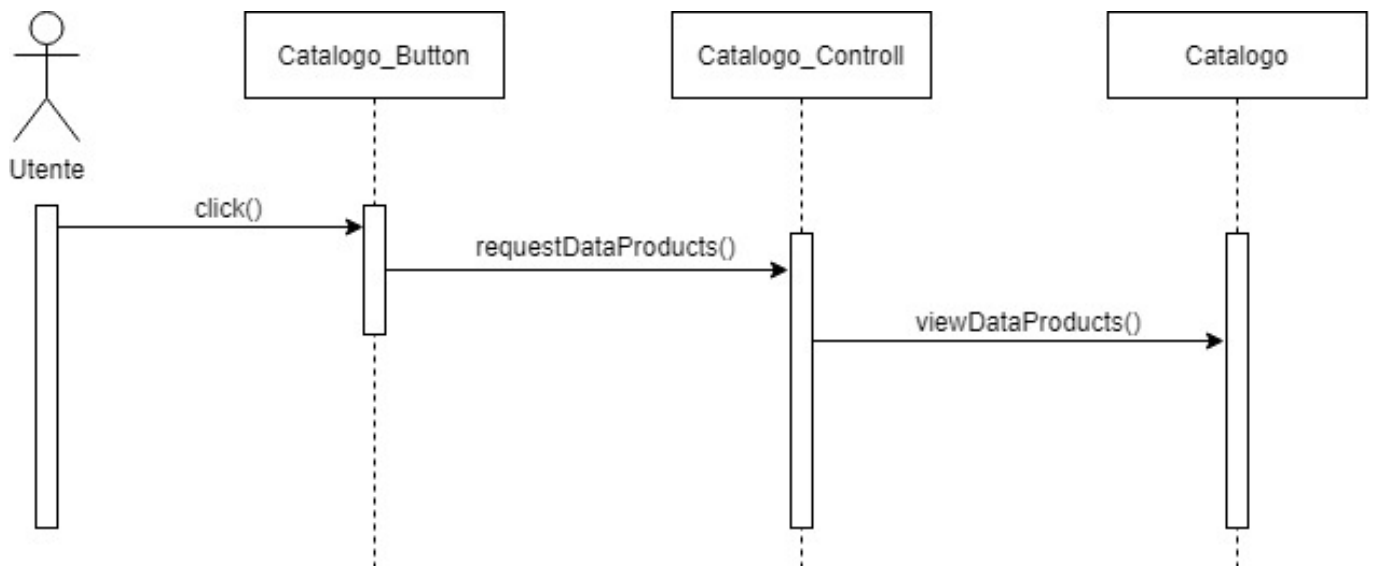 Catalogo_Button
Catalogo_Controll
Catalogo
Utente
click()
requestDataProducts()
viewDataProducts()